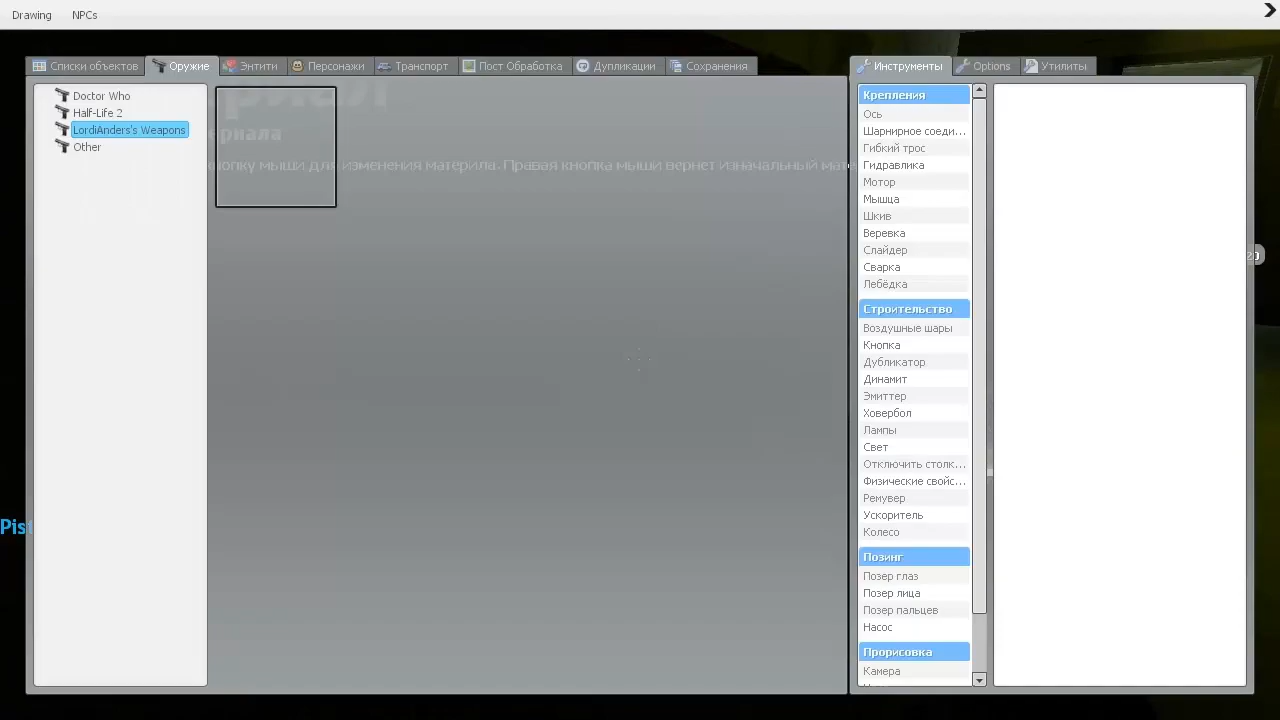 Drawing NPCs
Списки объектов Оружие Энтити Персонажи Транспорт Пост Обработка Дупликации Сохранения
Инструменты Options Утилиты
Doctor Who
Half-Life 2
LordiAnders's Weapons
Other
кнопку мыши для изменения материла. Правая кнопка мыши вернет изначальный мат
Pist
Крепления
Ось
Шарнирное соеди...
Гибкий трос
Гидравлика
Мотор
Мышца
Шкив
Веревка
Слайдер
Сварка
Лебёдка
Строительство
Воздушные шары
Кнопка
Дубликатор
Динамит
Эмиттер
Ховербол
Лампы
Свет
Отключить столк...
Физические свойс...
Ремувер
Ускоритель
Колесо
Позинг
Позер глаз
Позер лица
Позер пальцев
Насос
Прорисовка
Камера